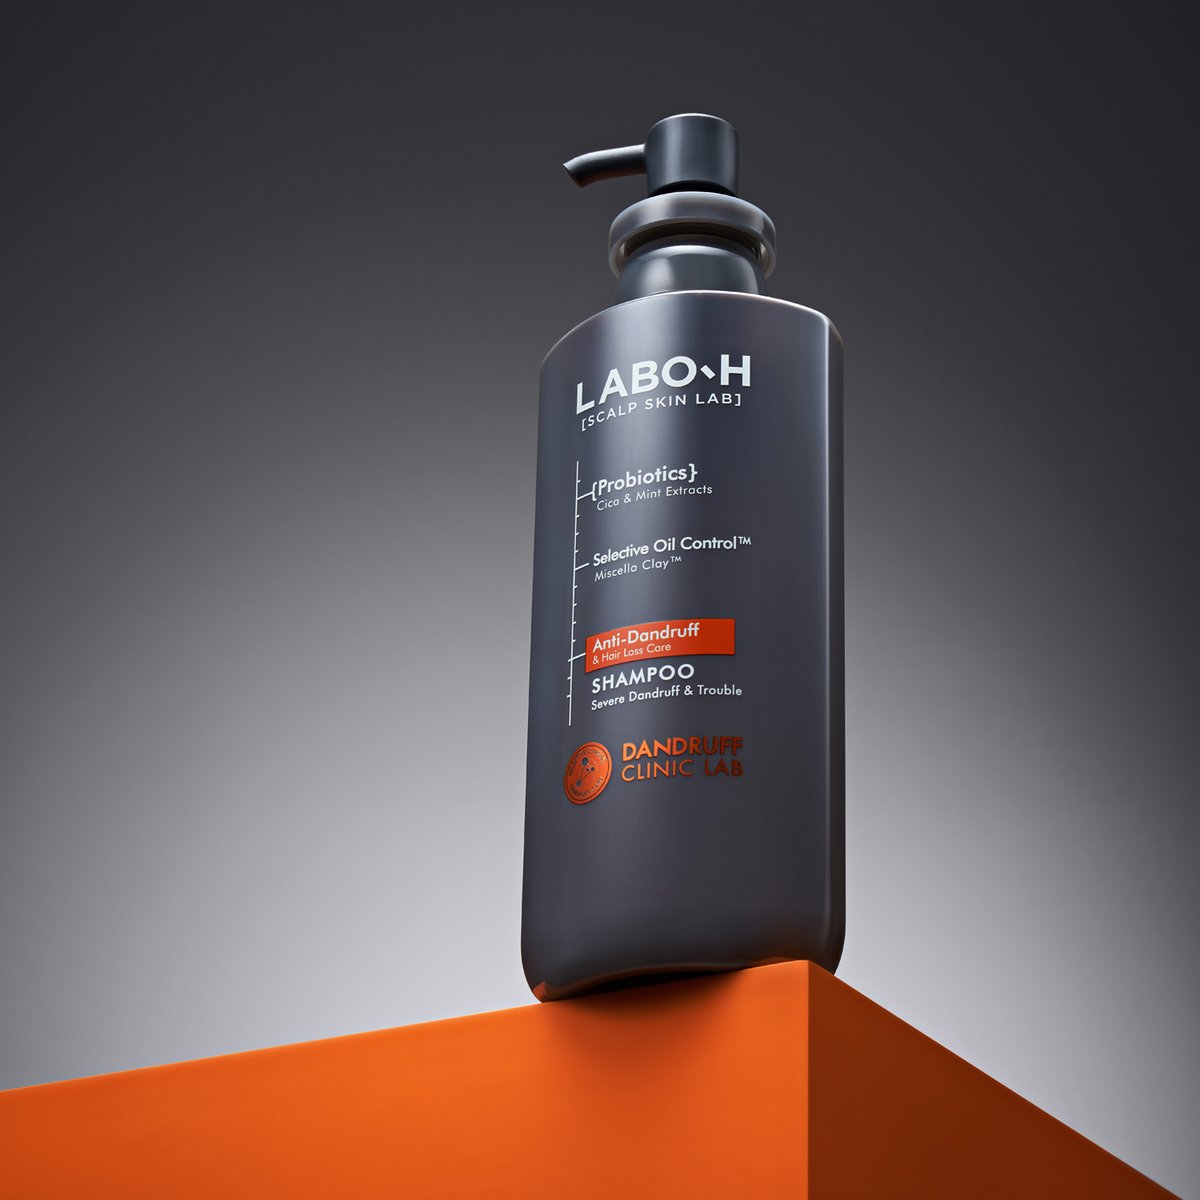 LABO-H
[SCALP SKIN LAB]
{Probiotics}
Cica & Mint Extracts
Selective Oil Control™
Miscella Clay™
Anti-Dandruff
& Hair Loss Care
SHAMPOO
Severe Dandruff & Trouble
DANDRUFF
CLINIC LAB